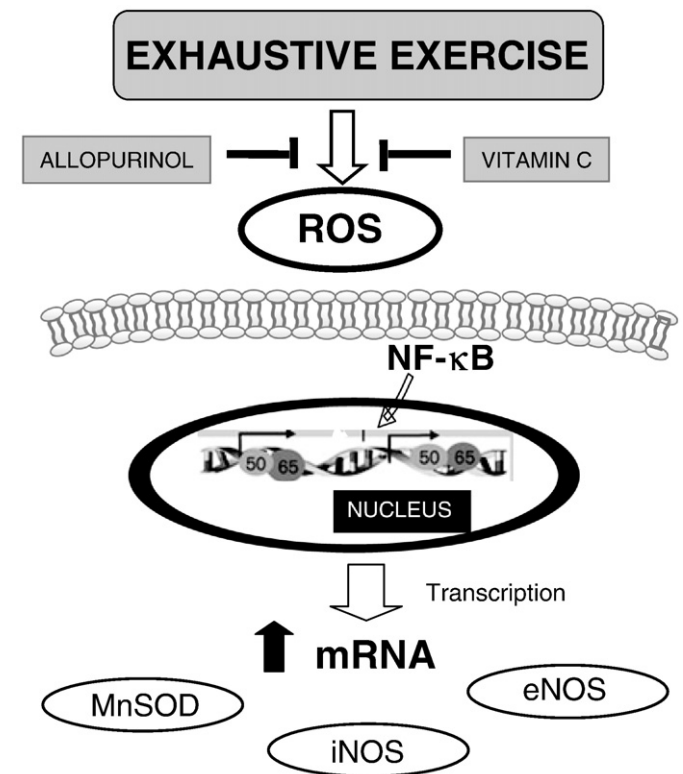 EXHAUSTIVE EXERCISE
ALLOPURINOL
VITAMIN C
ROS
NF-κB
50 65
50 65
NUCLEUS
Transcription
mRNA
MnSOD
eNOS
iNOS